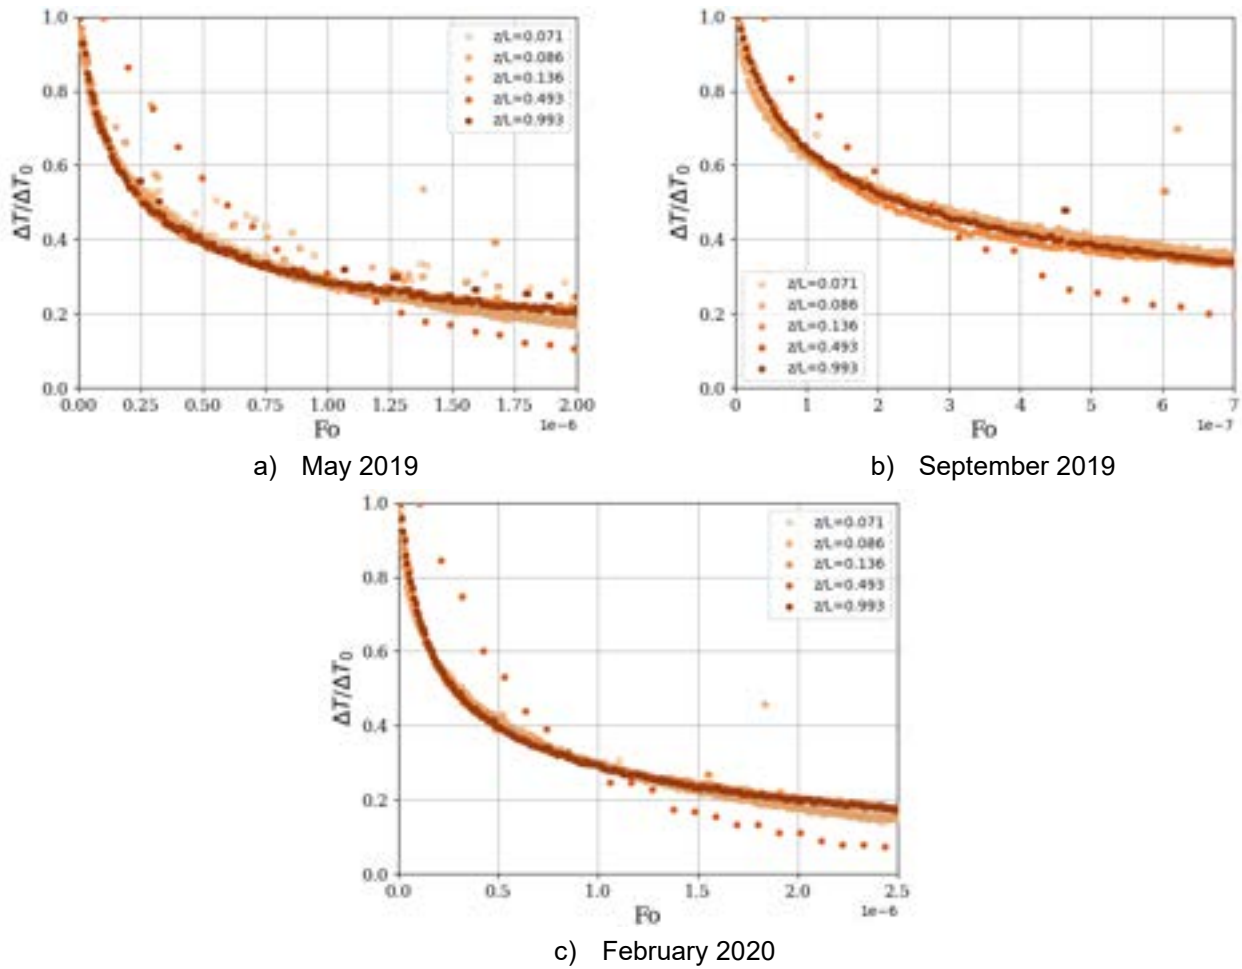 1.0
0.8
0.6
0.4
0.2
0.0
ΔT/ΔT₀
0.00 0.25 0.50 0.75 1.00 1.25 1.50 1.75 2.00
Fo
1e−6
z/L=0.071
z/L=0.086
z/L=0.136
z/L=0.493
z/L=0.993
a) May 2019
1.0
0.8
0.6
0.4
0.2
0.0
ΔT/ΔT₀
z/L=0.071
z/L=0.086
z/L=0.136
z/L=0.493
z/L=0.993
0 1 2 3 4 5 6 7
Fo
1e−7
b) September 2019
1.0
0.8
0.6
0.4
0.2
0.0
ΔT/ΔT₀
z/L=0.071
z/L=0.086
z/L=0.136
z/L=0.493
z/L=0.993
0.0 0.5 1.0 1.5 2.0 2.5
Fo
1e−6
c) February 2020